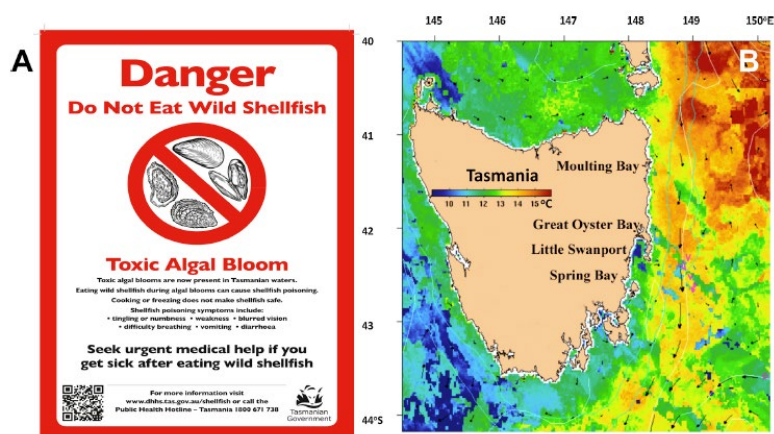 A
Danger
Do Not Eat Wild Shellfish
Toxic Algal Bloom
Toxic algal blooms are now present in Tasmanian waters.
Eating wild shellfish during algal blooms can cause shellfish poisoning.
Cooking or freezing does not make shellfish safe.
Shellfish poisoning symptoms include:
• tingling or numbness • weakness • blurred vision
• difficulty breathing • vomiting • diarrhoea
Seek urgent medical help if you
get sick after eating wild shellfish
For more information visit
www.dhhs.tas.gov.au/shellfish or call the
Public Health Hotline – Tasmania 1800 671 738
Tasmanian
Government
145 146 147 148 149 150°E
40
41
42
43
44°S
B
Moulting Bay
Tasmania
10 11 12 13 14 15°C
Great Oyster Bay
Little Swanport
Spring Bay